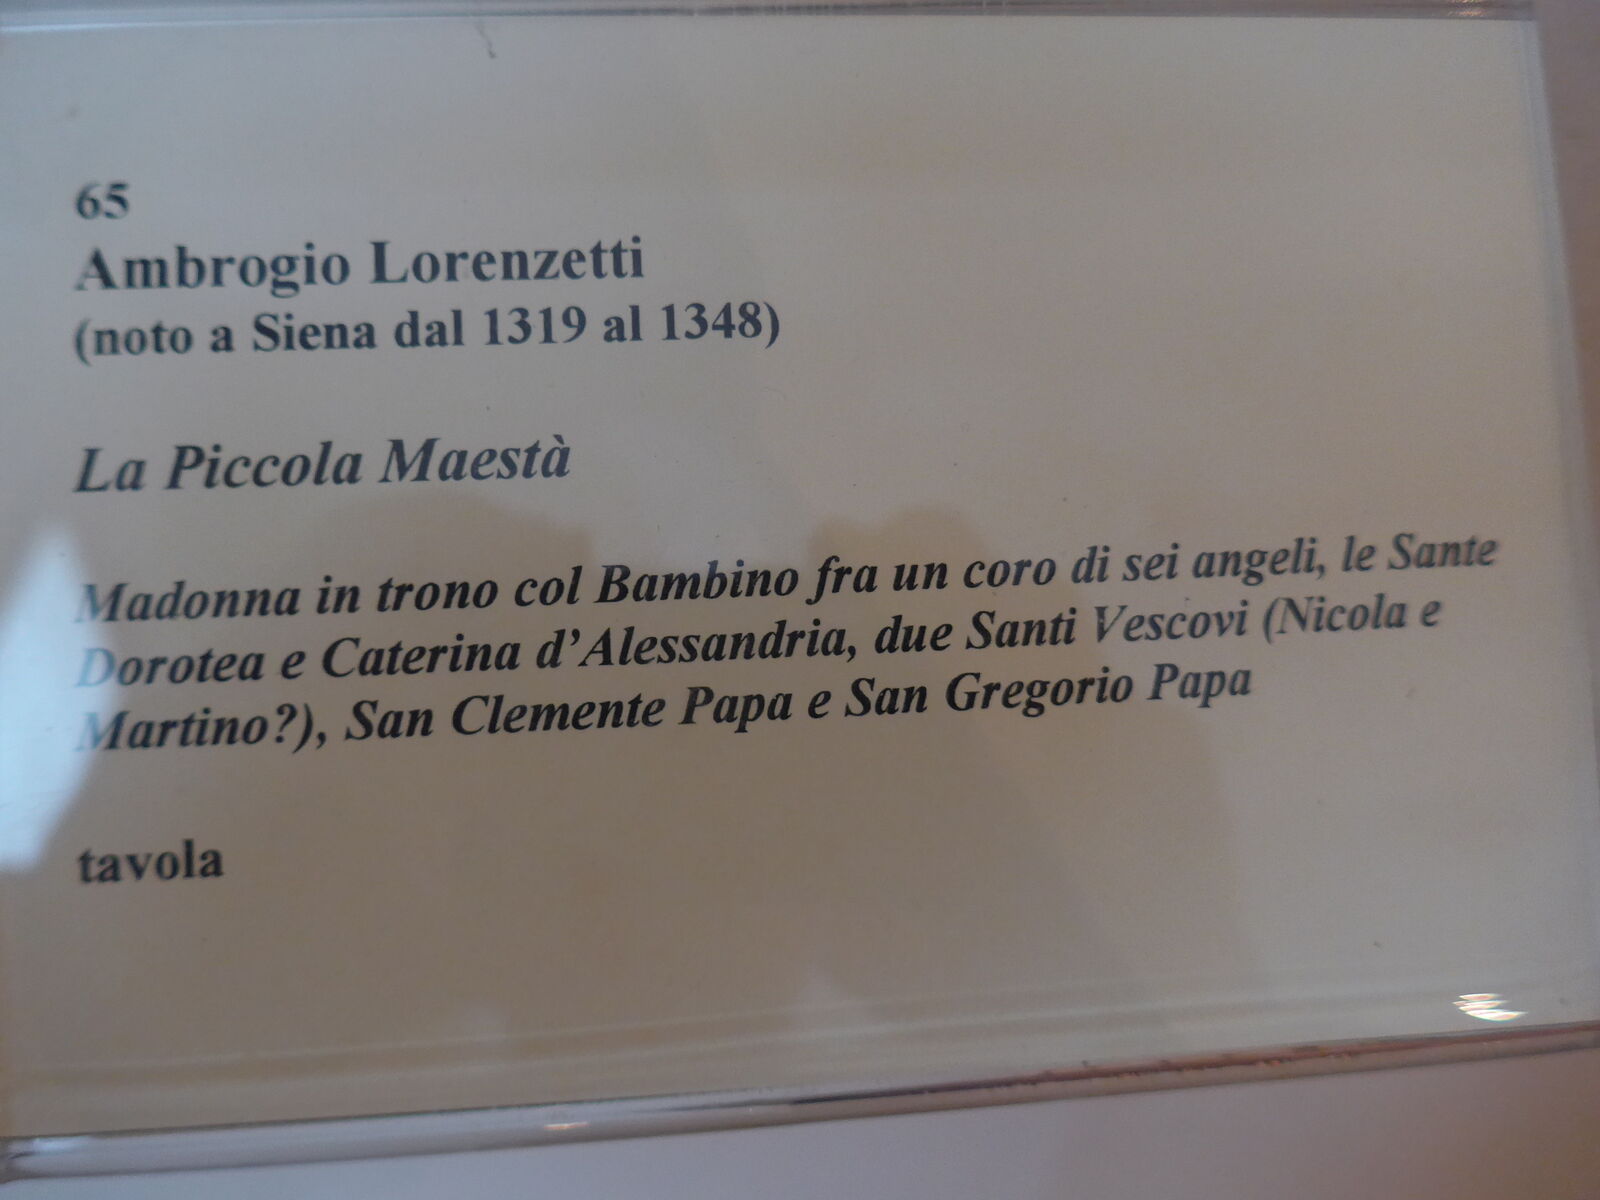 65
Ambrogio Lorenzetti
(noto a Siena dal 1319 al 1348)
La Piccola Maestà
Madonna in trono col Bambino fra un coro di sei angeli, le Sante
Dorotea e Caterina d'Alessandria, due Santi Vescovi (Nicola e
Martino?), San Clemente Papa e San Gregorio Papa
tavola